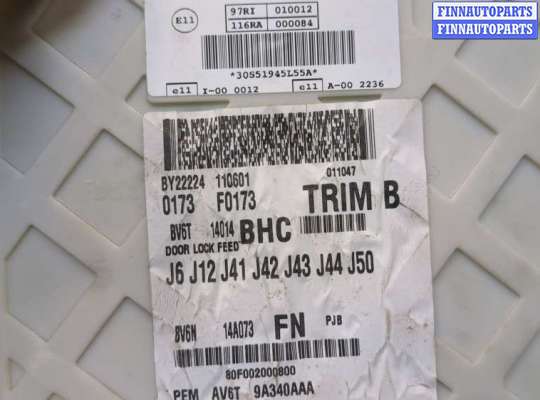 FINNAUTOPARTS
FINNAUTOPARTS
E11 97RI 010012
116RA 000084
*30S51945L55A*
e11 I-00 0012 e11 A-00 2236
BY22224 110601 011047
0173 F0173 TRIM B
BV6T 14014 BHC
DOOR LOCK FEED
J6 J12 J41 J42 J43 J44 J50
BV6N 14A073 FN PJB
80F002000800
PFM AV6T 9A340AAA